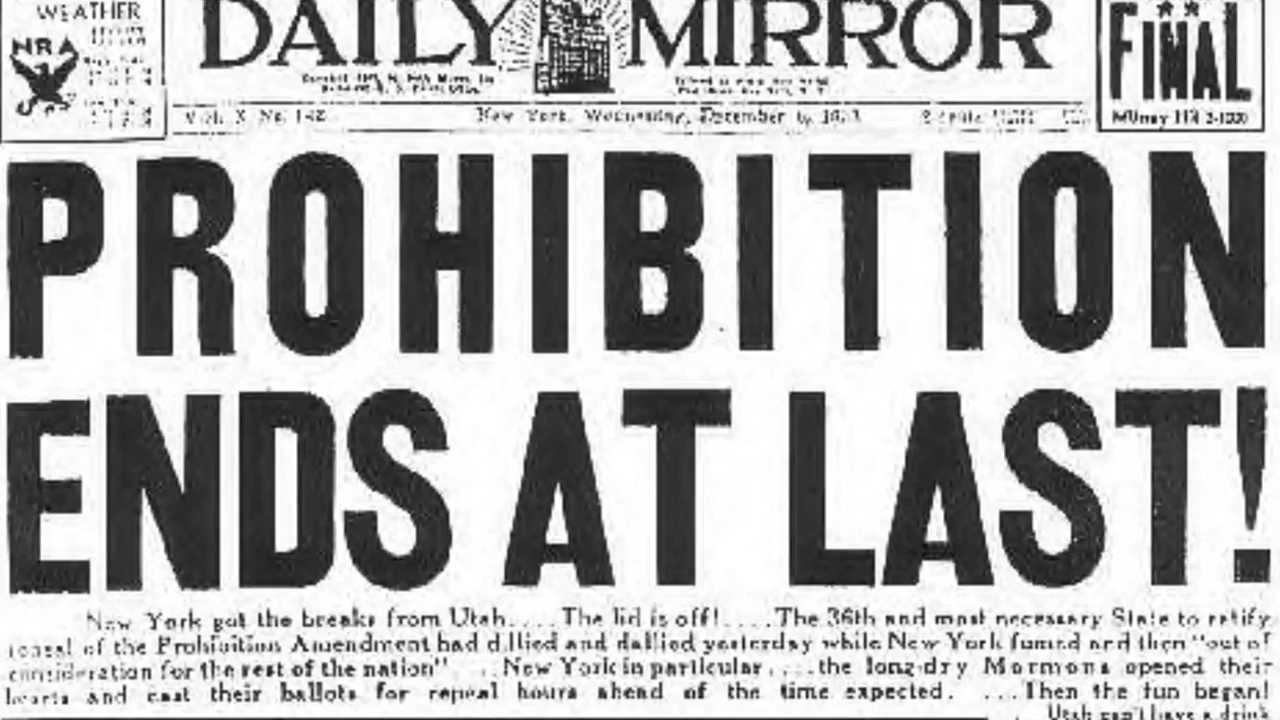 WEATHER
NRA
DAILY MIRROR
FINAL
New York, Wednesday, December 6, 1933
MUrray Hill 2-1000
PROHIBITION
ENDS AT LAST!
New York got the breaks from Utah....The lid is off!....The 36th and most necessary State to ratify
repeal of the Prohibition Amendment had dillied and dallied yesterday while New York fumed and then "out of
consideration for the rest of the nation"....New York in particular....the long-dry Mormons opened their
hearts and cast their ballots for repeal hours ahead of the time expected. ....Then the fun began!
Utah can't have a drink